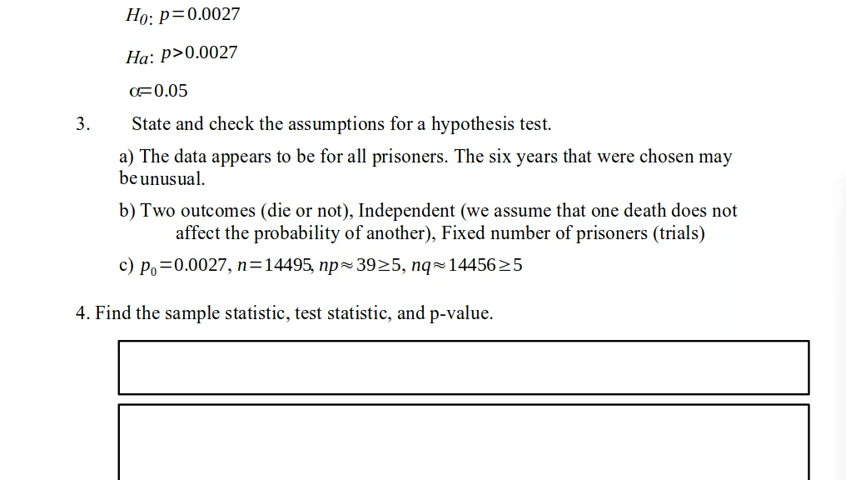 H0: p=0.0027
Ha: p>0.0027
α=0.05
3. State and check the assumptions for a hypothesis test.
a) The data appears to be for all prisoners. The six years that were chosen may
be unusual.
b) Two outcomes (die or not), Independent (we assume that one death does not
affect the probability of another), Fixed number of prisoners (trials)
c) p₀=0.0027, n=14495, np≈39≥5, nq≈14456≥5
4. Find the sample statistic, test statistic, and p-value.